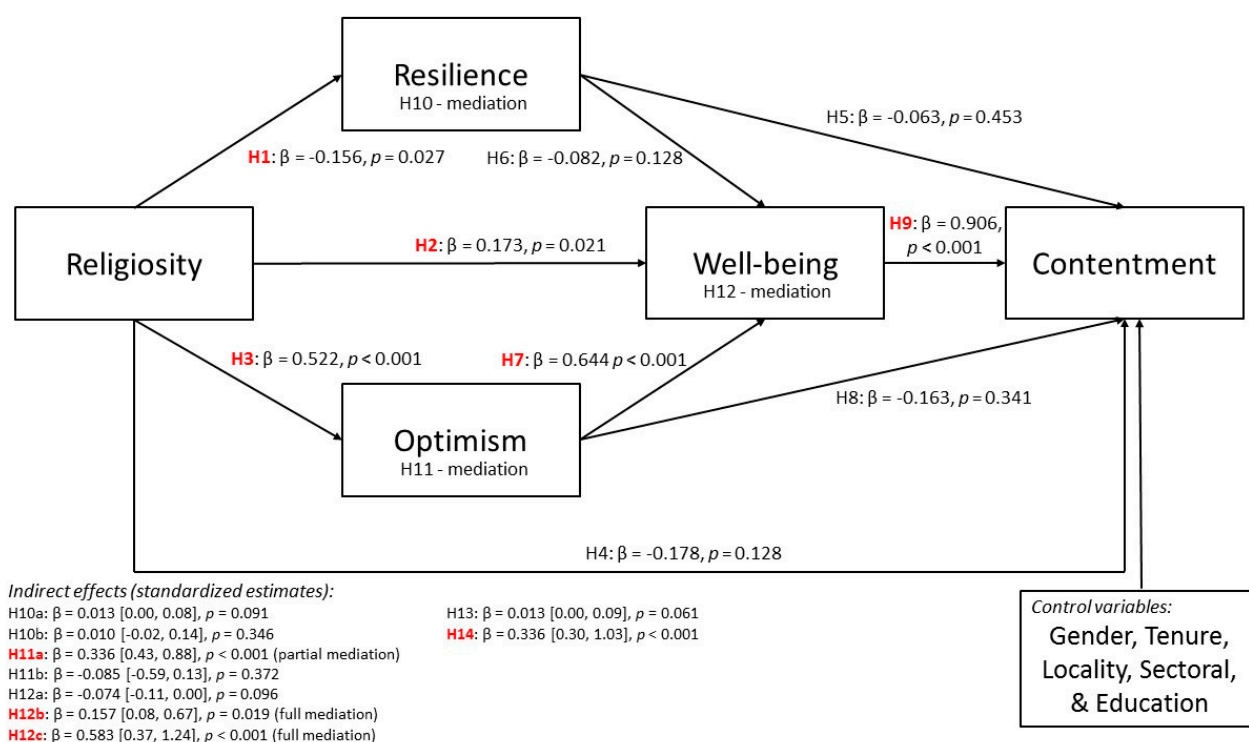 Resilience
H10 - mediation
H5: β = -0.063, p = 0.453
H1: β = -0.156, p = 0.027
H6: β = -0.082, p = 0.128
Religiosity
H2: β = 0.173, p = 0.021
Well-being
H12 - mediation
H9: β = 0.906,
p < 0.001
Contentment
H3: β = 0.522, p < 0.001
H7: β = 0.644 p < 0.001
H8: β = -0.163, p = 0.341
Optimism
H11 - mediation
H4: β = -0.178, p = 0.128
Indirect effects (standardized estimates):
H10a: β = 0.013 [0.00, 0.08], p = 0.091
H10b: β = 0.010 [-0.02, 0.14], p = 0.346
H11a: β = 0.336 [0.43, 0.88], p < 0.001 (partial mediation)
H11b: β = -0.085 [-0.59, 0.13], p = 0.372
H12a: β = -0.074 [-0.11, 0.00], p = 0.096
H12b: β = 0.157 [0.08, 0.67], p = 0.019 (full mediation)
H12c: β = 0.583 [0.37, 1.24], p < 0.001 (full mediation)
H13: β = 0.013 [0.00, 0.09], p = 0.061
H14: β = 0.336 [0.30, 1.03], p < 0.001
Control variables:
Gender, Tenure,
Locality, Sectoral,
& Education